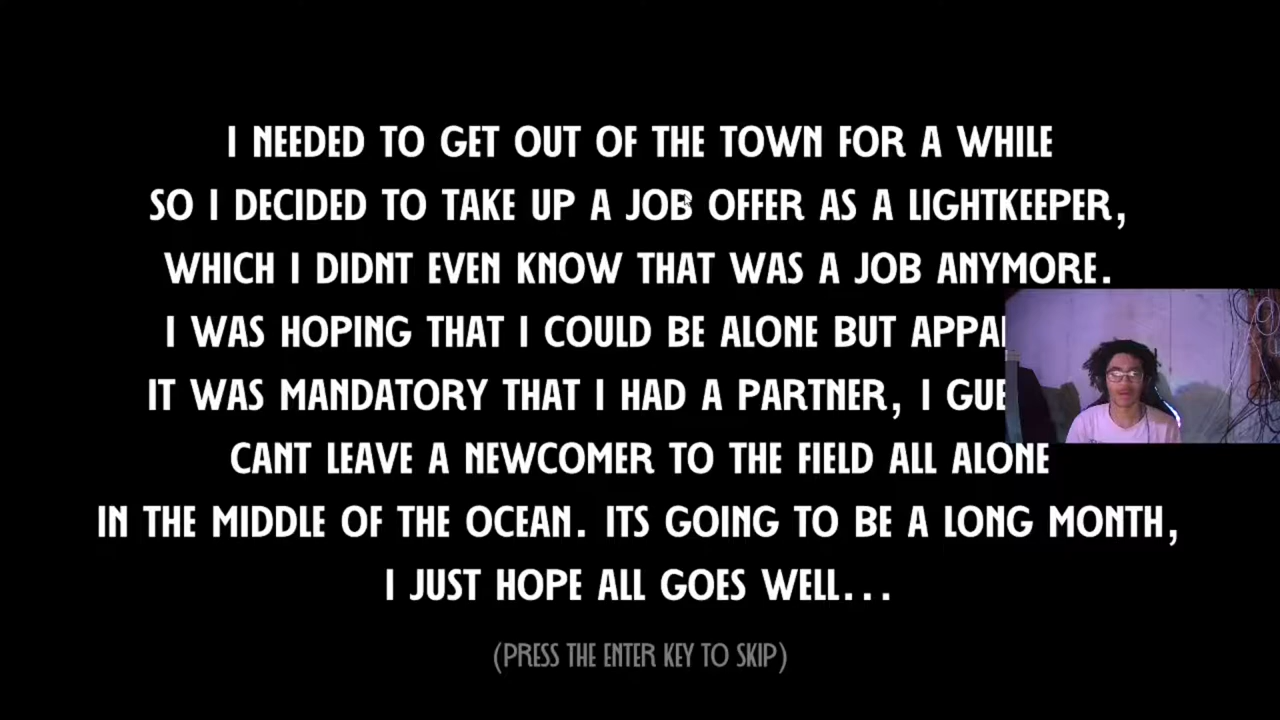 I NEEDED TO GET OUT OF THE TOWN FOR A WHILE
SO I DECIDED TO TAKE UP A JOB OFFER AS A LIGHTKEEPER,
WHICH I DIDNT EVEN KNOW THAT WAS A JOB ANYMORE.
I WAS HOPING THAT I COULD BE ALONE BUT
IT WAS MANDATORY THAT I HAD A PARTNER, I
CANT LEAVE A NEWCOMER TO THE FIELD ALL ALONE
IN THE MIDDLE OF THE OCEAN. ITS GOING TO BE A LONG MONTH,
I JUST HOPE ALL GOES WELL...
(PRESS THE ENTER KEY TO SKIP)